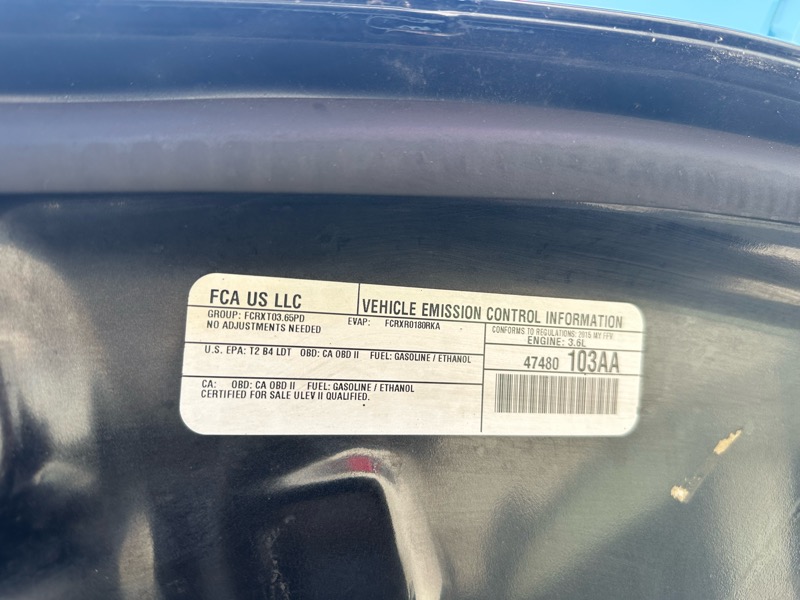 FCA US LLC
VEHICLE EMISSION CONTROL INFORMATION
GROUP: FCRXT03.65PD
EVAP: FCRXR0180RKA
NO ADJUSTMENTS NEEDED
CONFORMS TO REGULATIONS: 2015 MY FFV
ENGINE: 3.6L
U.S. EPA: T2 B4 LDT OBD: CA OBD II FUEL: GASOLINE / ETHANOL
47480 103AA
CA: OBD: CA OBD II FUEL: GASOLINE / ETHANOL
CERTIFIED FOR SALE ULEV II QUALIFIED.